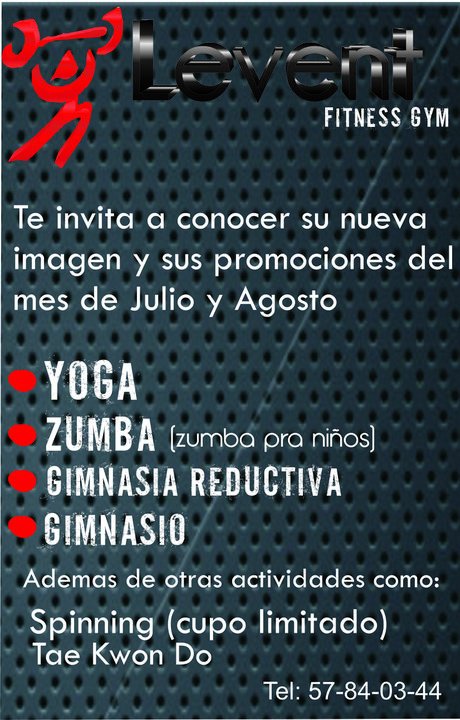 Levent
FITNESS GYM
Te invita a conocer su nueva
imagen y sus promociones del
mes de Julio y Agosto
YOGA
ZUMBA (zumba pra niños)
GIMNASIA REDUCTIVA
GIMNASIO
Ademas de otras actividades como:
Spinning (cupo limitado)
Tae Kwon Do
Tel: 57-84-03-44